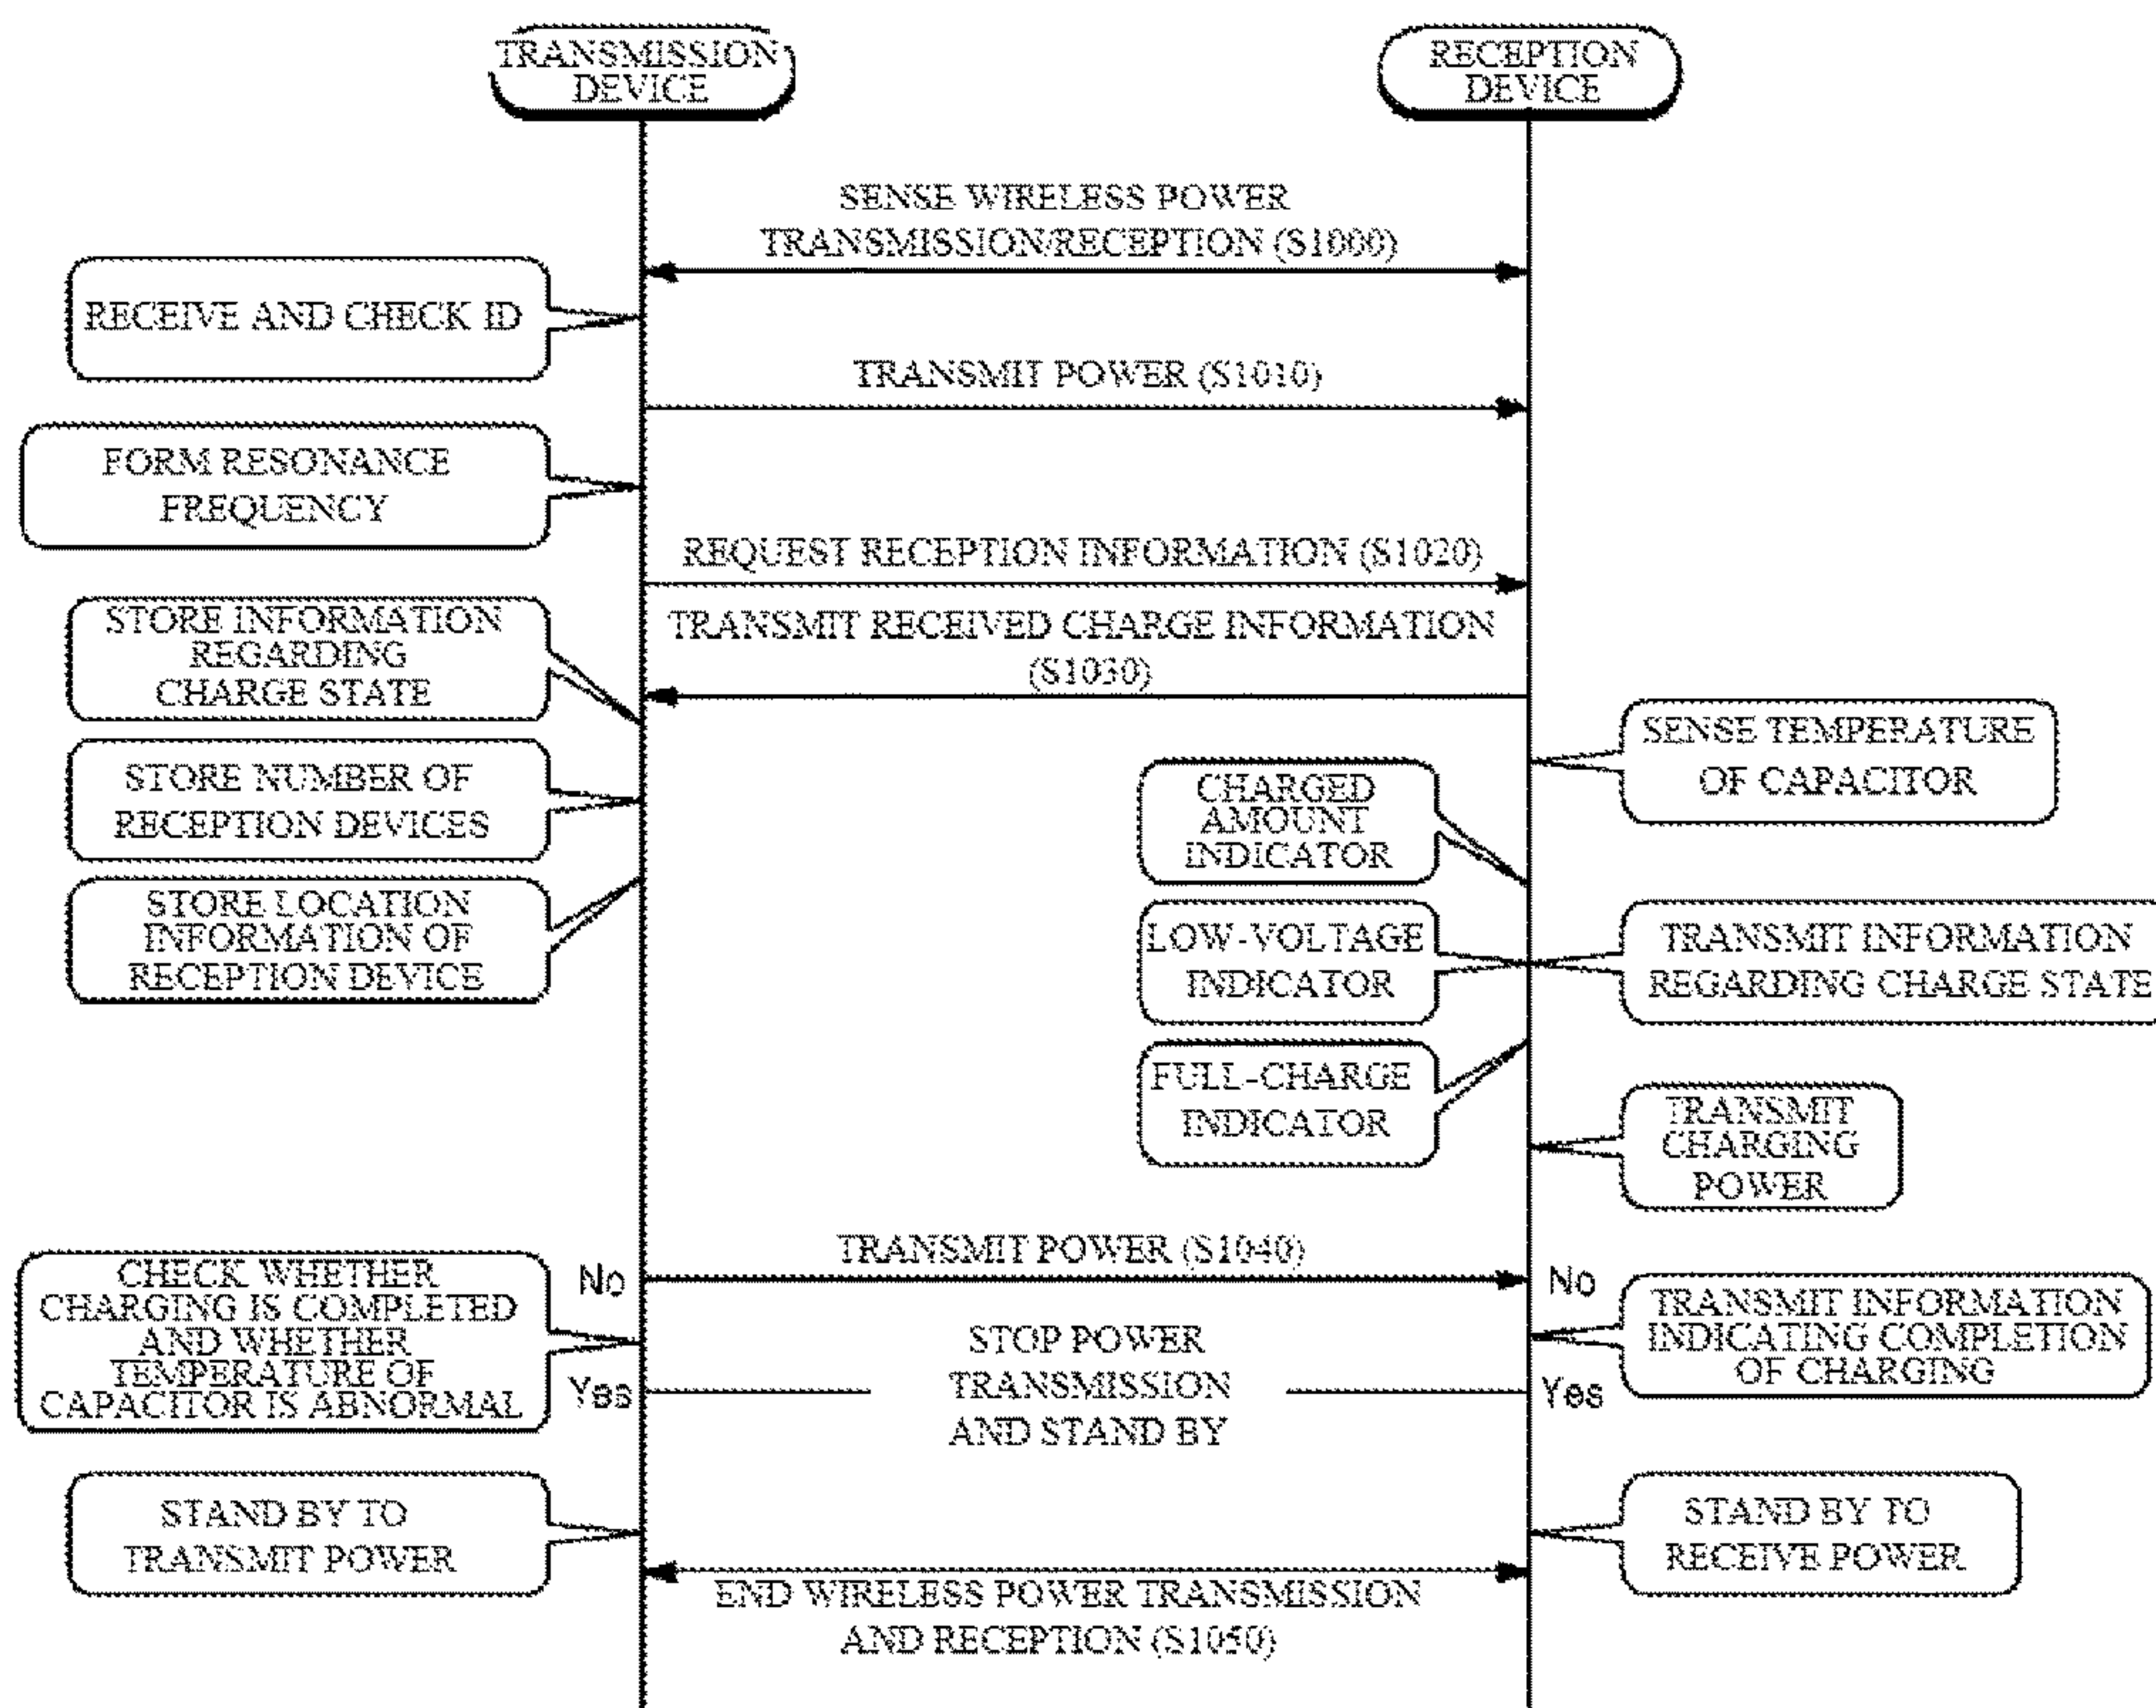 TRANSMISSION
DEVICE
RECEPTION
DEVICE
SENSE WIRELESS POWER
TRANSMISSION/RECEPTION (S1000)
RECEIVE AND CHECK ID
TRANSMIT POWER (S1010)
FORM RESONANCE
FREQUENCY
REQUEST RECEPTION INFORMATION (S1020)
STORE INFORMATION
REGARDING
CHARGE STATE
TRANSMIT RECEIVED CHARGE INFORMATION
(S1030)
SENSE TEMPERATURE
OF CAPACITOR
STORE NUMBER OF
RECEPTION DEVICES
CHARGED
AMOUNT
INDICATOR
STORE LOCATION
INFORMATION OF
RECEPTION DEVICE
LOW-VOLTAGE
INDICATOR
TRANSMIT INFORMATION
REGARDING CHARGE STATE
FULL-CHARGE
INDICATOR
TRANSMIT
CHARGING
POWER
TRANSMIT POWER (S1040)
CHECK WHETHER
CHARGING IS COMPLETED
AND WHETHER
TEMPERATURE OF
CAPACITOR IS ABNORMAL
No
No
TRANSMIT INFORMATION
INDICATING COMPLETION
OF CHARGING
STOP POWER
TRANSMISSION
AND STAND BY
Yes
Yes
STAND BY TO
TRANSMIT POWER
STAND BY TO
RECEIVE POWER
END WIRELESS POWER TRANSMISSION
AND RECEPTION (S1050)